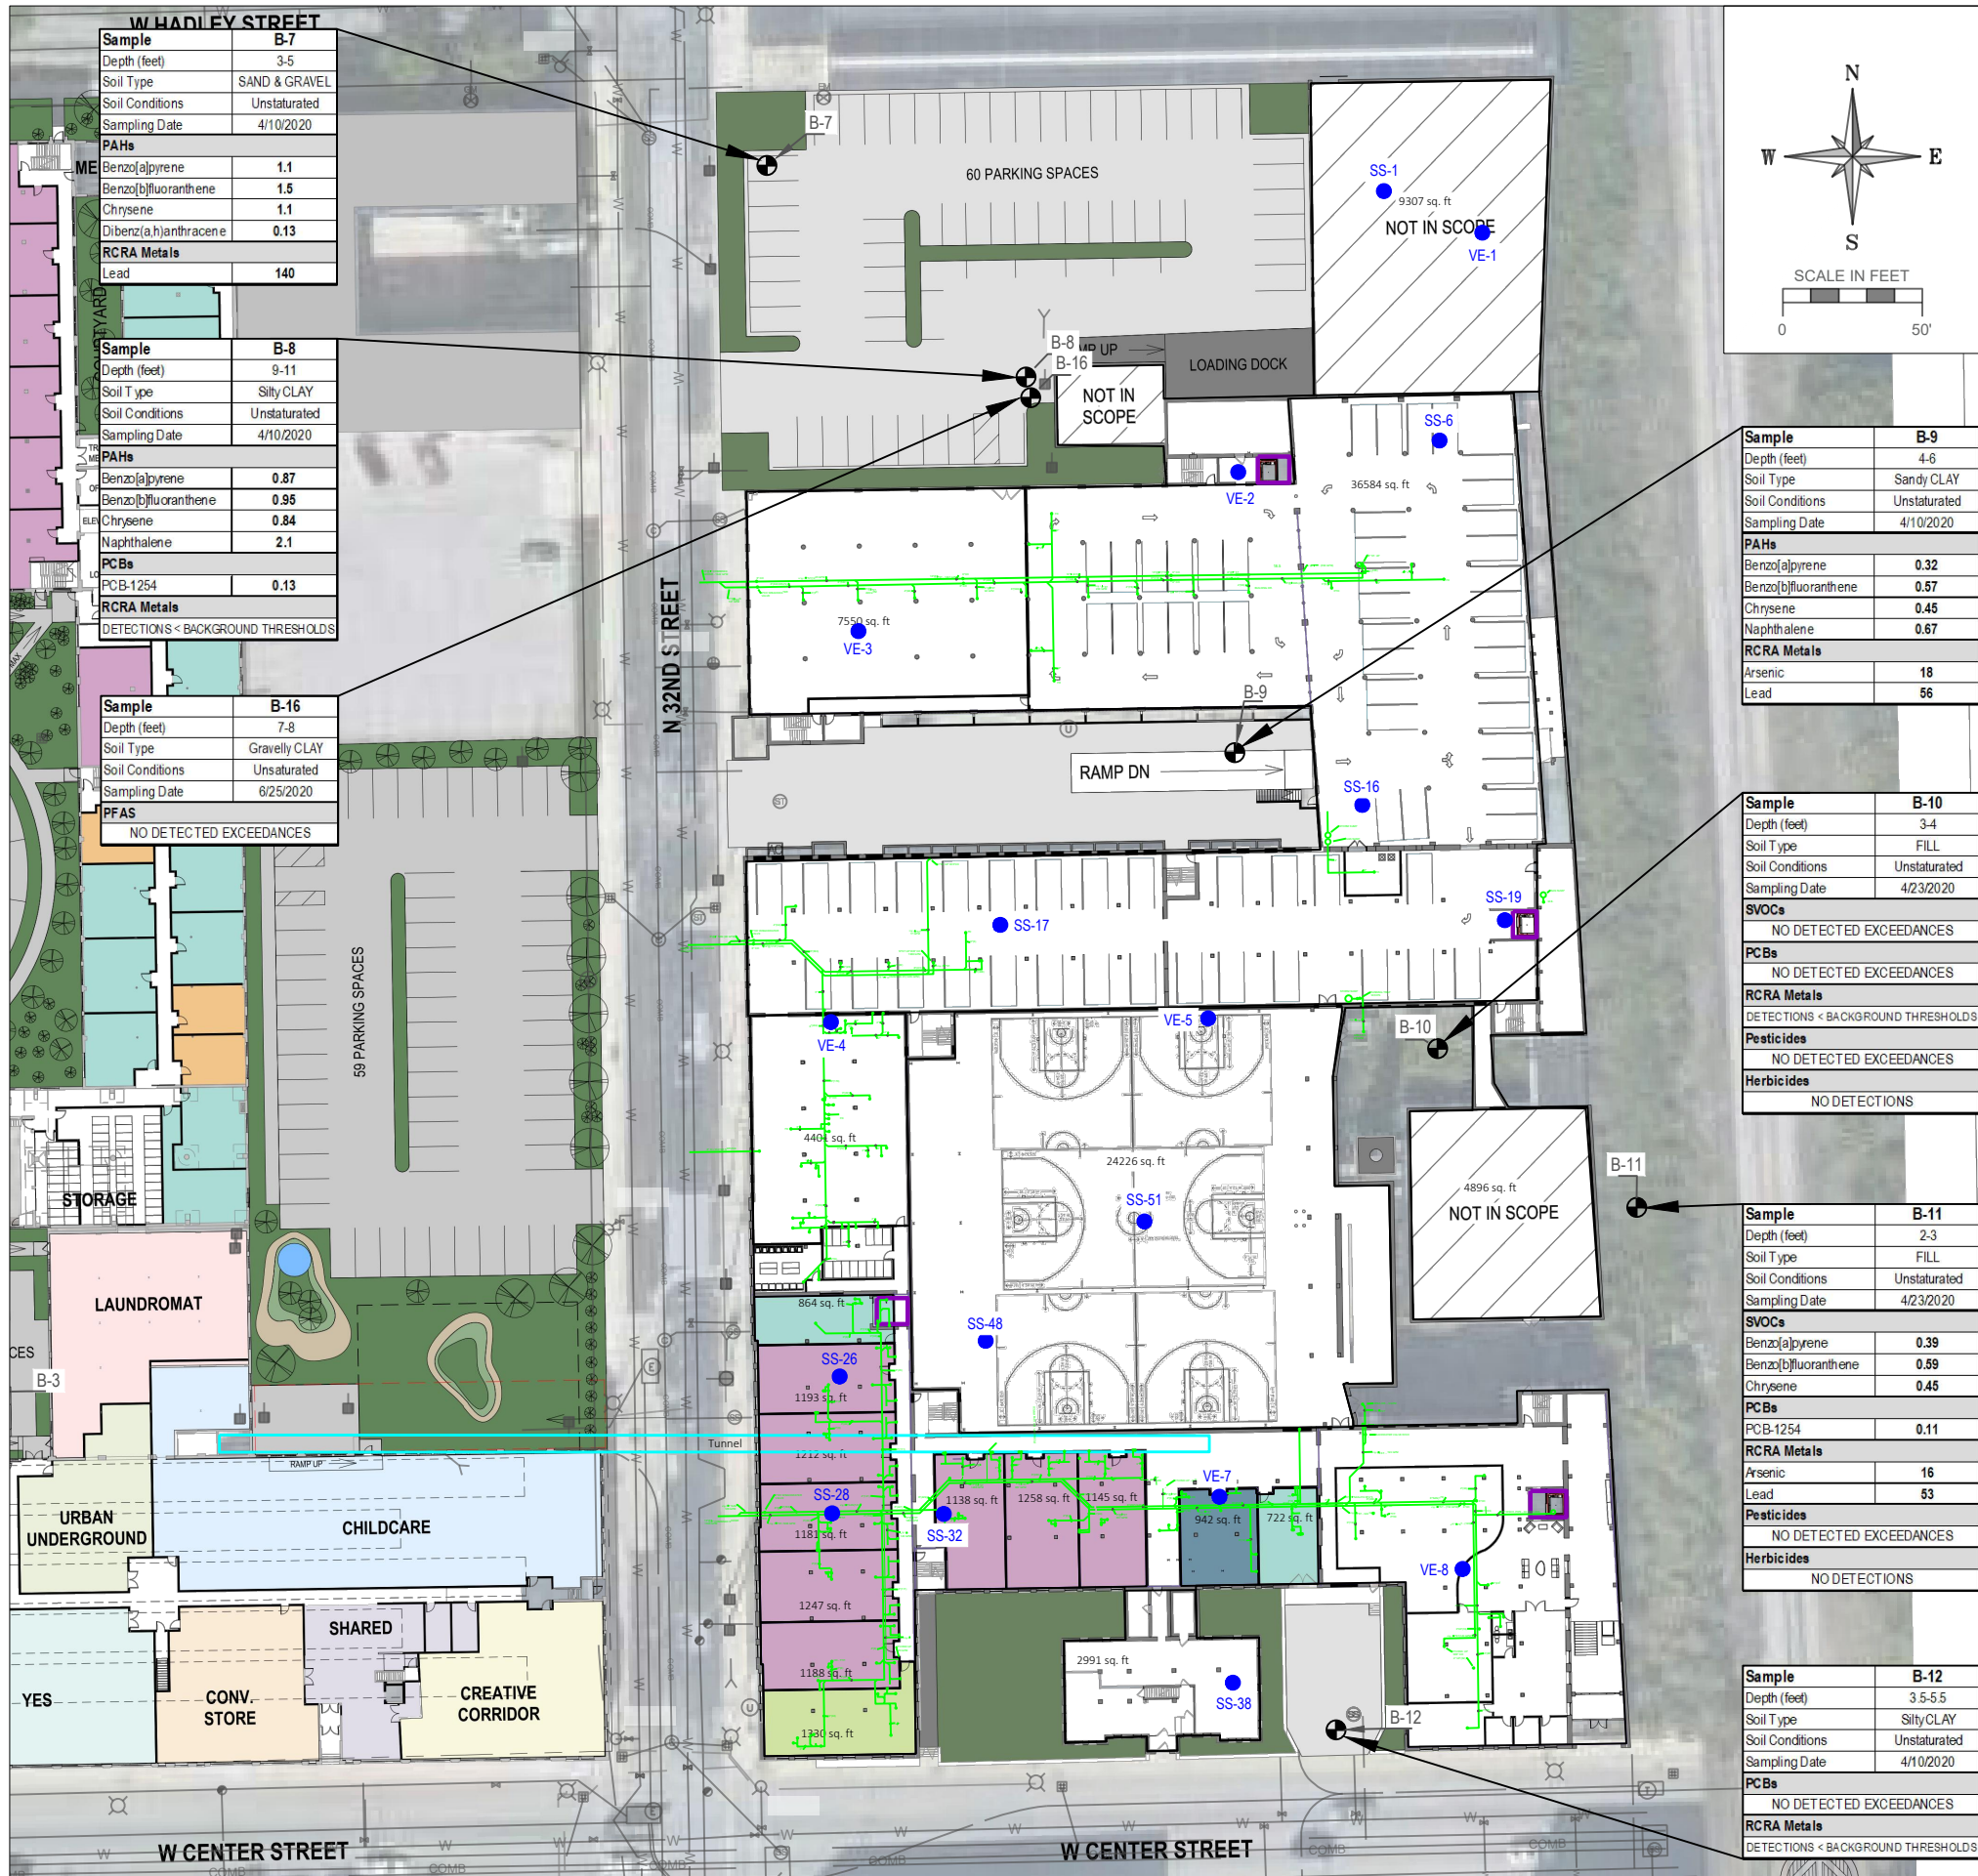 W HADLEY STREET
Sample B-7
Depth (feet) 3-5
Soil Type SAND & GRAVEL
Soil Conditions Unstaturated
Sampling Date 4/10/2020
PAHs
Benzo[a]pyrene 1.1
Benzo[b]fluoranthene 1.5
Chrysene 1.1
Dibenz(a,h)anthracene 0.13
RCRA Metals
Lead 140
Sample B-8
Depth (feet) 9-11
Soil Type Silty CLAY
Soil Conditions Unstaturated
Sampling Date 4/10/2020
PAHs
Benzo[a]pyrene 0.87
Benzo[b]fluoranthene 0.95
Chrysene 0.84
Naphthalene 2.1
PCBs
PCB-1254 0.13
RCRA Metals
DETECTIONS < BACKGROUND THRESHOLDS
Sample B-16
Depth (feet) 7-8
Soil Type Gravelly CLAY
Soil Conditions Unsaturated
Sampling Date 6/25/2020
PFAS
NO DETECTED EXCEEDANCES
COURTYARD
59 PARKING SPACES
STORAGE
LAUNDROMAT
B-3
RAMP UP
URBAN
UNDERGROUND
CHILDCARE
YES
CONV.
STORE
SHARED
CREATIVE
CORRIDOR
W CENTER STREET
N 32ND STREET
B-7
60 PARKING SPACES
SS-1
9307 sq. ft
NOT IN SCOPE
VE-1
B-8
MP UP
B-16
LOADING DOCK
NOT IN
SCOPE
SS-6
VE-2
36584 sq. ft
7550 sq. ft
VE-3
B-9
RAMP DN
SS-16
SS-17
SS-19
VE-4
VE-5
B-10
4401 sq. ft
24226 sq. ft
SS-51
4896 sq. ft
NOT IN SCOPE
B-11
864 sq. ft
SS-48
SS-26
1193 sq. ft
Tunnel
1212 sq. ft
SS-28
1181 sq. ft
1138 sq. ft
1258 sq. ft
1145 sq. ft
SS-32
VE-7
942 sq. ft
722 sq. ft
VE-8
1247 sq. ft
1188 sq. ft
1330 sq. ft
2991 sq. ft
SS-38
B-12
W CENTER STREET
N
W E
S
SCALE IN FEET
0 50'
Sample B-9
Depth (feet) 4-6
Soil Type Sandy CLAY
Soil Conditions Unstaturated
Sampling Date 4/10/2020
PAHs
Benzo[a]pyrene 0.32
Benzo[b]fluoranthene 0.57
Chrysene 0.45
Naphthalene 0.67
RCRA Metals
Arsenic 18
Lead 56
Sample B-10
Depth (feet) 3-4
Soil Type FILL
Soil Conditions Unstaturated
Sampling Date 4/23/2020
SVOCs
NO DETECTED EXCEEDANCES
PCBs
NO DETECTED EXCEEDANCES
RCRA Metals
DETECTIONS < BACKGROUND THRESHOLDS
Pesticides
NO DETECTED EXCEEDANCES
Herbicides
NO DETECTIONS
Sample B-11
Depth (feet) 2-3
Soil Type FILL
Soil Conditions Unstaturated
Sampling Date 4/23/2020
SVOCs
Benzo[a]pyrene 0.39
Benzo[b]fluoranthene 0.59
Chrysene 0.45
PCBs
PCB-1254 0.11
RCRA Metals
Arsenic 16
Lead 53
Pesticides
NO DETECTED EXCEEDANCES
Herbicides
NO DETECTIONS
Sample B-12
Depth (feet) 3.5-5.5
Soil Type Silty CLAY
Soil Conditions Unstaturated
Sampling Date 4/10/2020
PCBs
NO DETECTED EXCEEDANCES
RCRA Metals
DETECTIONS < BACKGROUND THRESHOLDS